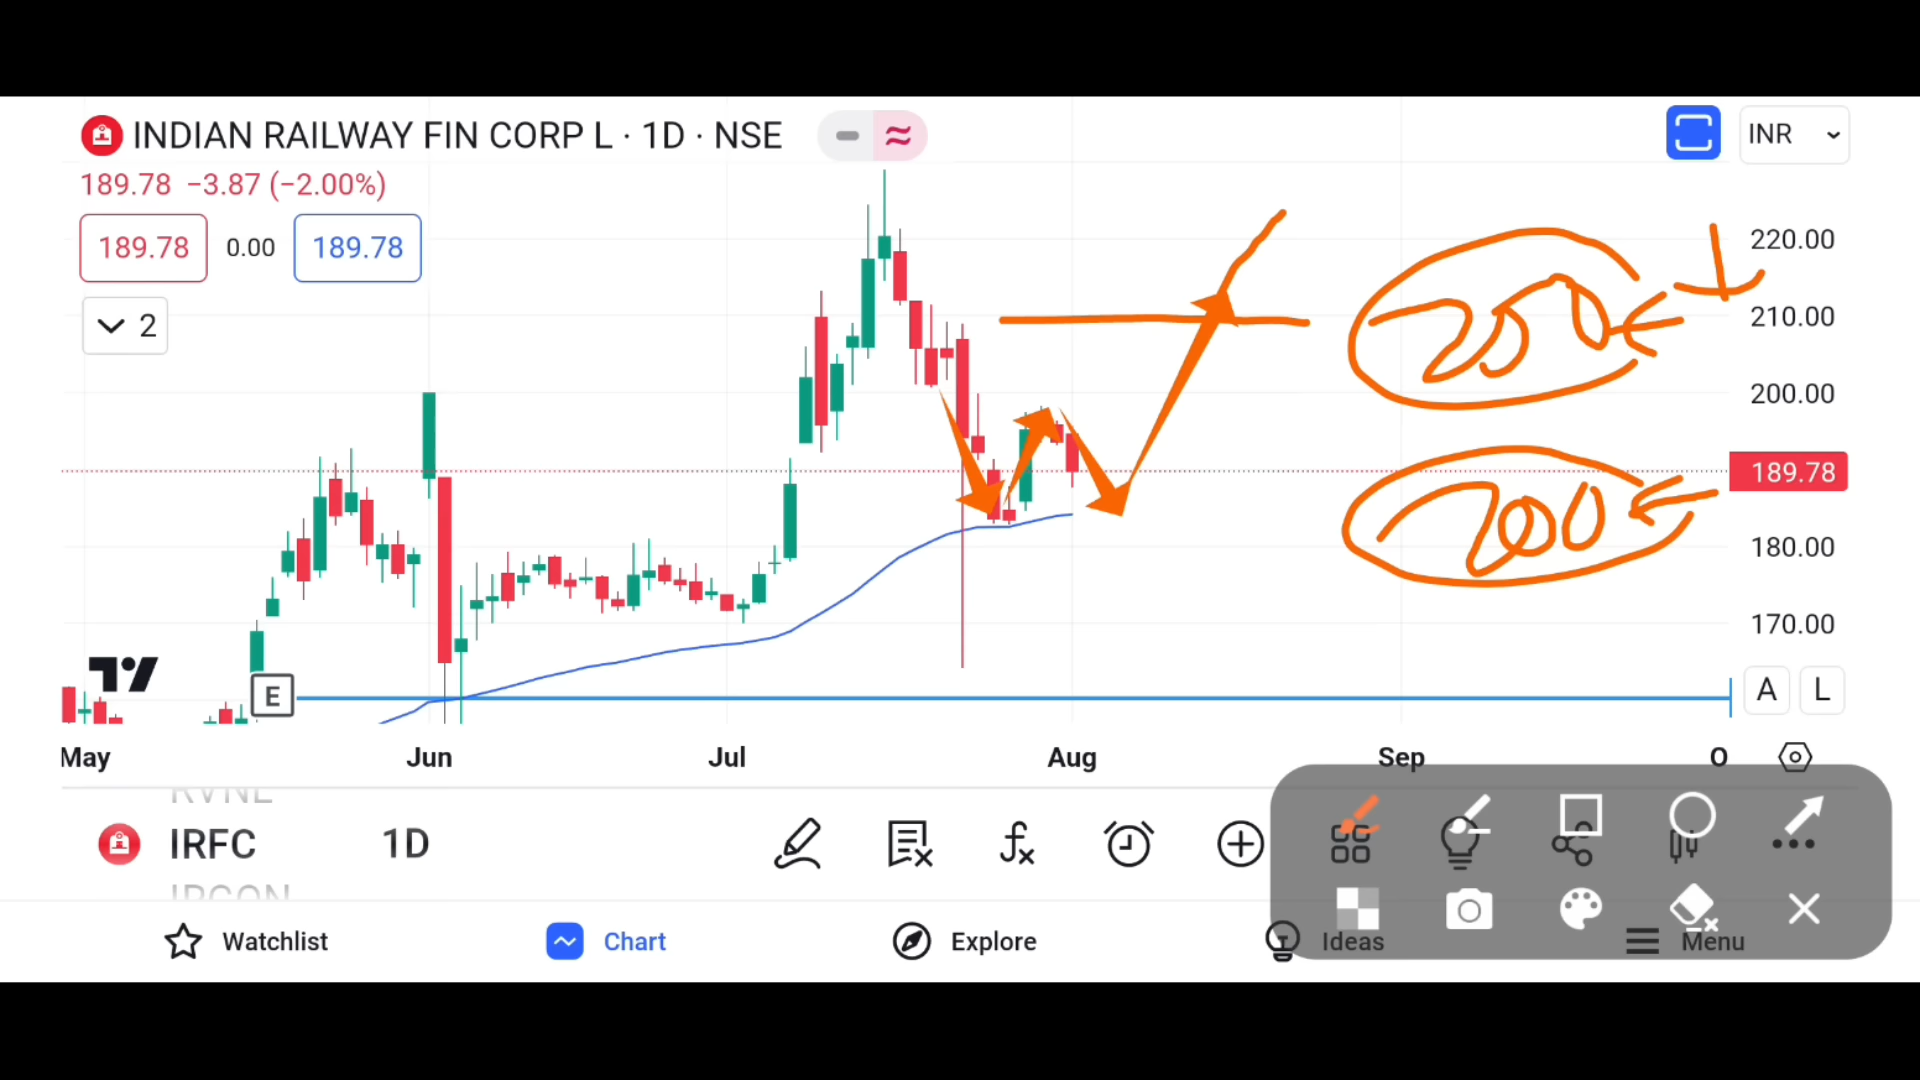 INDIAN RAILWAY FIN CORP L · 1D · NSE
INR
189.78 −3.87 (−2.00%)
189.78 0.00 189.78
2
220.00
210.00
200.00
189.78
180.00
170.00
250
200
E
A L
May Jun Jul Aug Sep O
RVNL
IRFC 1D
IRCON
Watchlist Chart Explore Ideas Menu